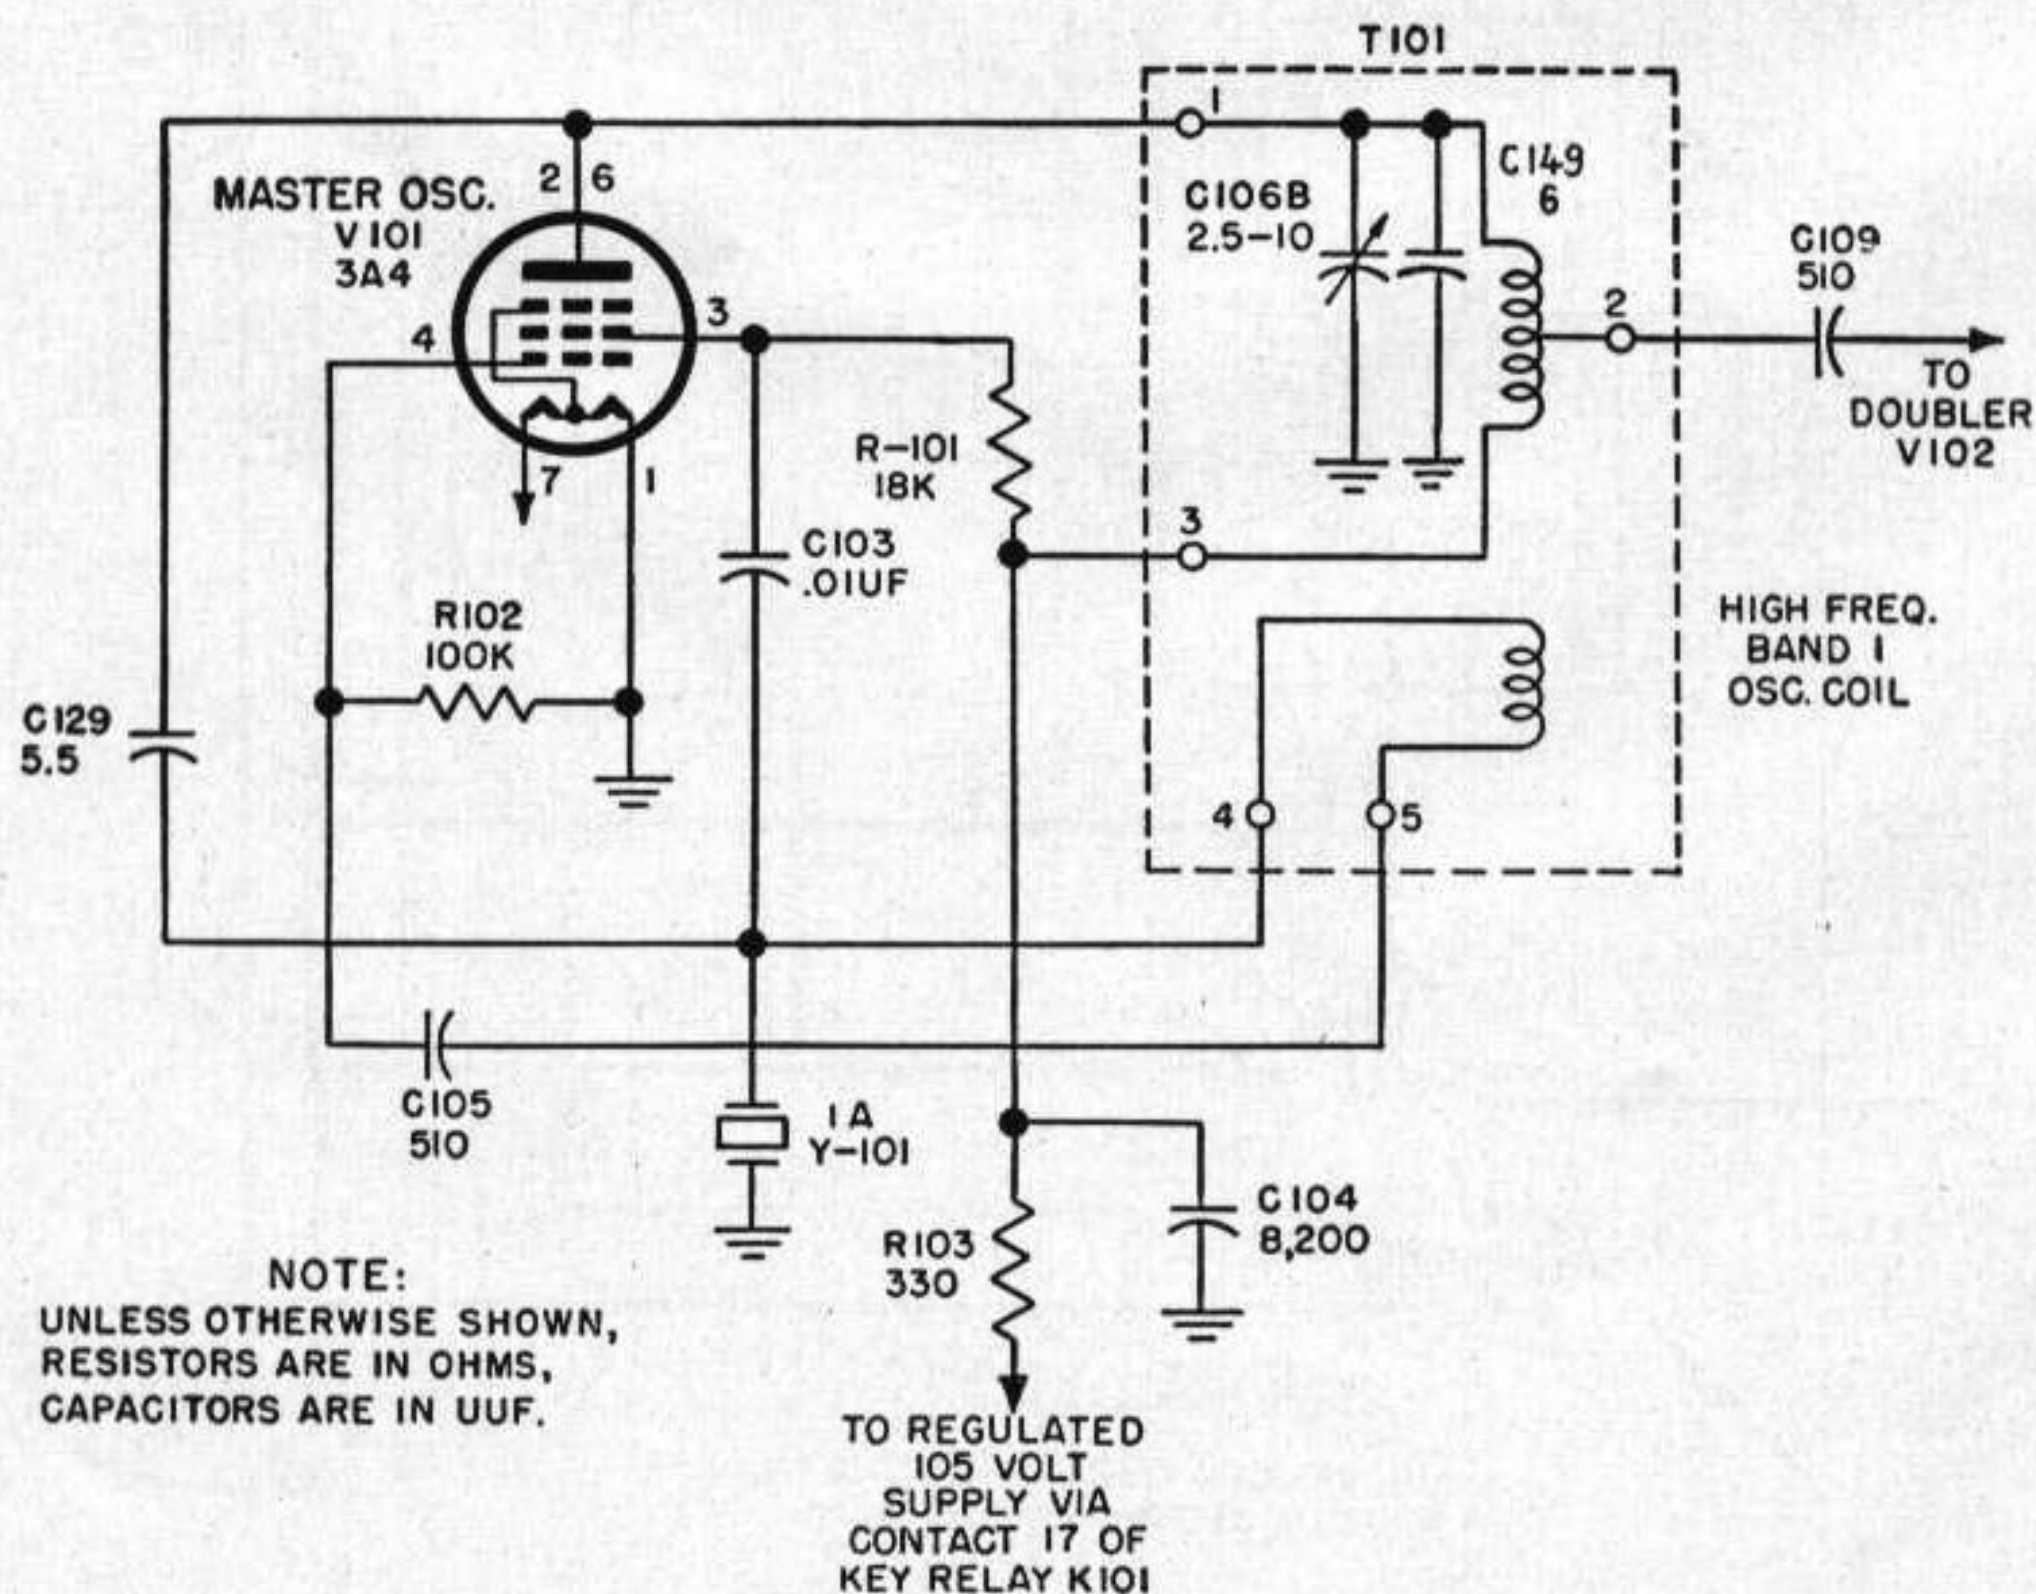 T101
1
2 6
MASTER OSC.
V101
3A4
C149
6
C106B
2.5-10
C109
510
3
2
4
TO
DOUBLER
V102
R-101
18K
7
1
3
C103
.01UF
R102
100K
HIGH FREQ.
BAND 1
OSC. COIL
C129
5.5
4
5
C105
510
1A
Y-101
C104
8,200
R103
330
NOTE:
UNLESS OTHERWISE SHOWN,
RESISTORS ARE IN OHMS,
CAPACITORS ARE IN UUF.
TO REGULATED
105 VOLT
SUPPLY VIA
CONTACT 17 OF
KEY RELAY K101